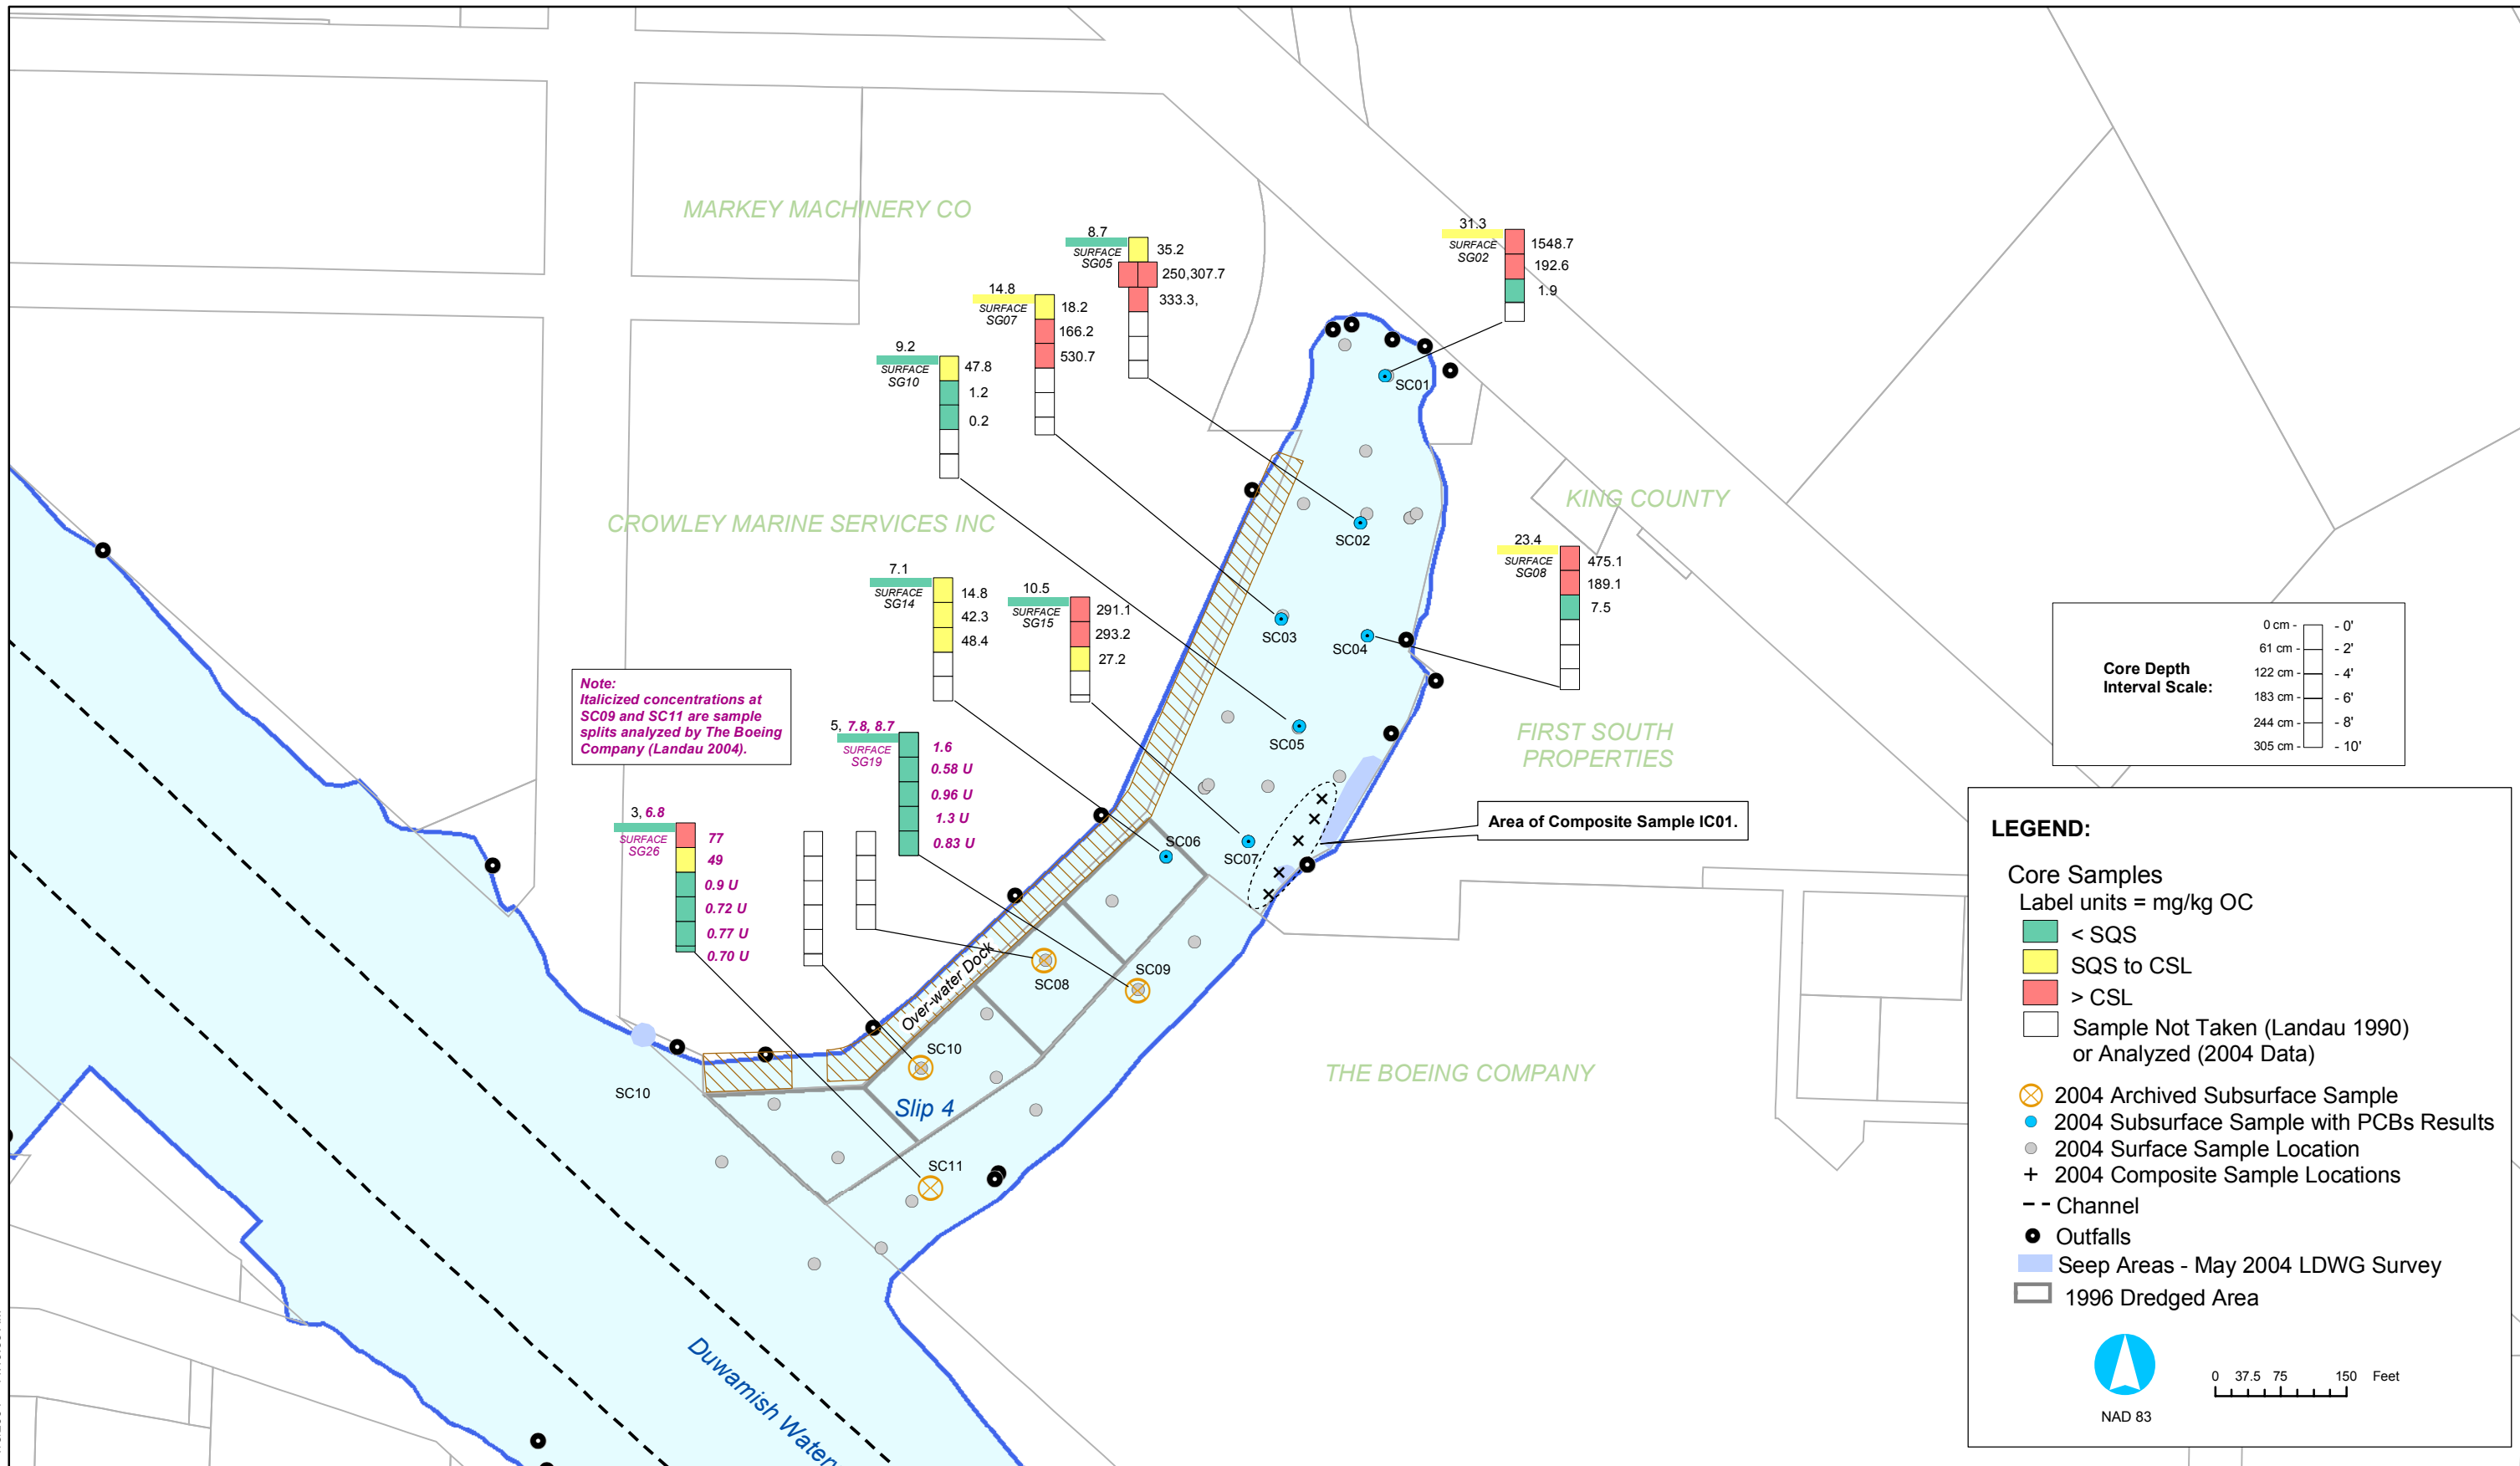 MARKEY MACHINERY CO
CROWLEY MARINE SERVICES INC
KING COUNTY
FIRST SOUTH
PROPERTIES
THE BOEING COMPANY
31.3
SURFACE
SG02
1548.7
192.6
1.9
SC01
8.7
SURFACE
SG05
35.2
250,307.7
333.3,
SC02
14.8
SURFACE
SG07
18.2
166.2
530.7
SC03
23.4
SURFACE
SG08
475.1
189.1
7.5
SC04
9.2
SURFACE
SG10
47.8
1.2
0.2
SC05
7.1
SURFACE
SG14
14.8
42.3
48.4
SC06
10.5
SURFACE
SG15
291.1
293.2
27.2
SC07
Note:
Italicized concentrations at
SC09 and SC11 are sample
splits analyzed by The Boeing
Company (Landau 2004).
5, 7.8, 8.7
SURFACE
SG19
1.6
0.58 U
0.96 U
1.3 U
0.83 U
3, 6.8
SURFACE
SG26
77
49
0.9 U
0.72 U
0.77 U
0.70 U
SC08
SC09
SC10
SC10
SC11
Over-water Dock
Slip 4
Area of Composite Sample IC01.
Core Depth
Interval Scale:
0 cm - - 0'
61 cm - - 2'
122 cm - - 4'
183 cm - - 6'
244 cm - - 8'
305 cm - - 10'
LEGEND:
Core Samples
Label units = mg/kg OC
< SQS
SQS to CSL
> CSL
Sample Not Taken (Landau 1990)
or Analyzed (2004 Data)
2004 Archived Subsurface Sample
2004 Subsurface Sample with PCBs Results
2004 Surface Sample Location
2004 Composite Sample Locations
Channel
Outfalls
Seep Areas - May 2004 LDWG Survey
1996 Dredged Area
NAD 83
0 37.5 75 150 Feet
Duwamish